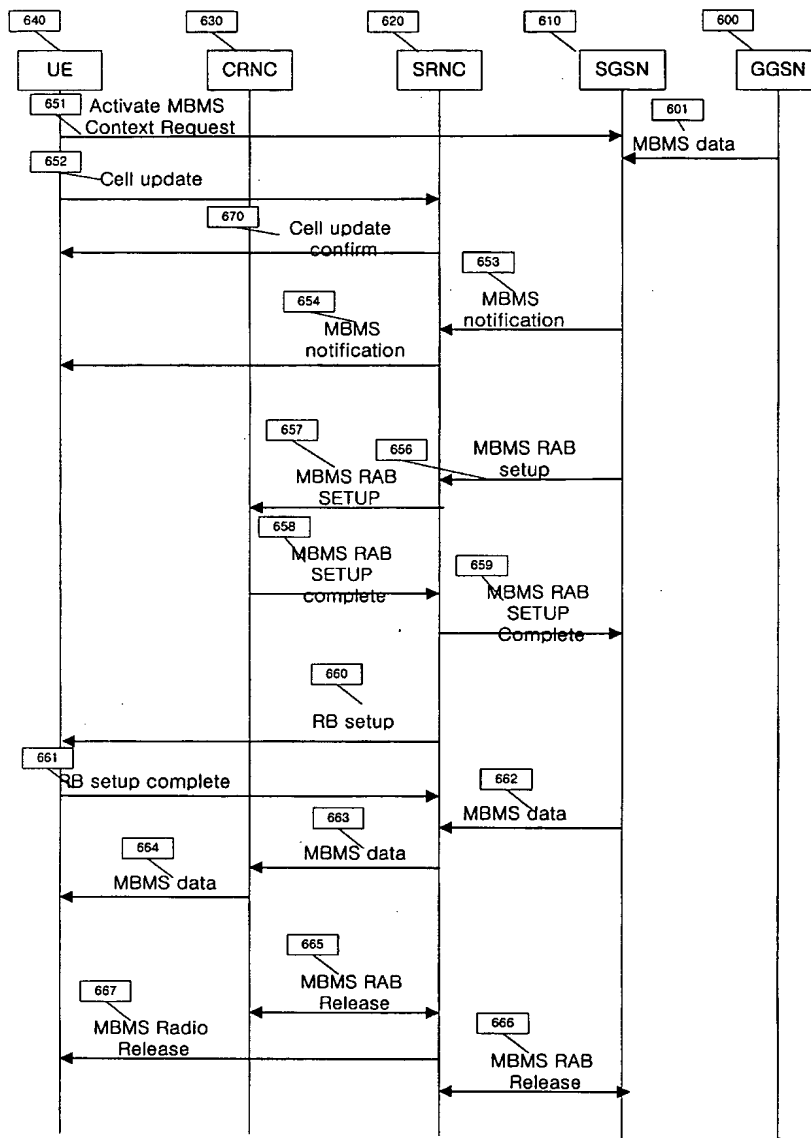 640
630
620
610
600
UE
CRNC
SRNC
SGSN
GGSN
651
Activate MBMS
Context Request
601
MBMS data
652
Cell update
670
Cell update
confirm
653
MBMS
notification
654
MBMS
notification
656
MBMS RAB
setup
657
MBMS RAB
SETUP
658
MBMS RAB
SETUP
complete
659
MBMS RAB
SETUP
Complete
660
RB setup
661
RB setup complete
662
MBMS data
663
MBMS data
664
MBMS data
665
MBMS RAB
Release
667
MBMS Radio
Release
666
MBMS RAB
Release